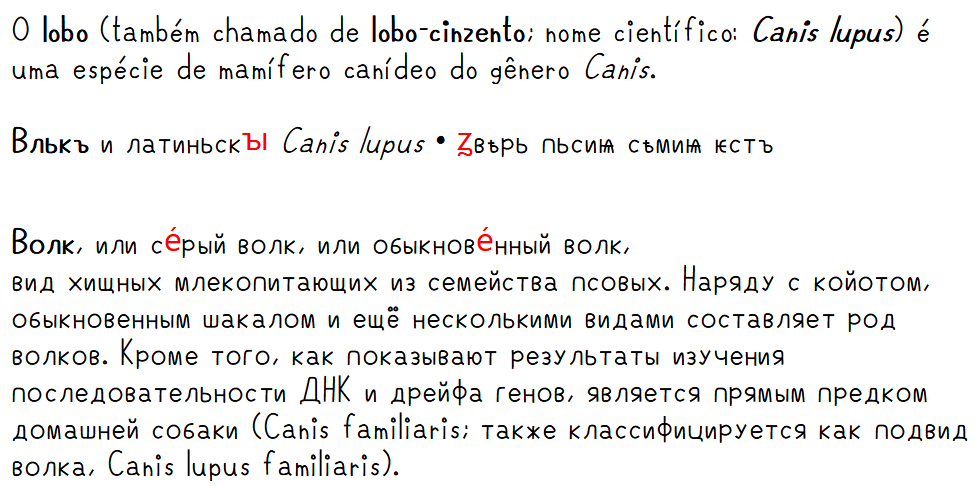 O lobo (também chamado de lobo-cinzento; nome científico: Canis lupus) é
uma espécie de mamífero canídeo do gênero Canis.
Влькъ и латиньскꙑ Canis lupus • ꙁвѣрь пьсиѩ сѣмиѩ ѥстъ
Волк, или се́рый волк, или обыкнове́нный волк,
вид хищных млекопитающих из семейства псовых. Наряду с койотом,
обыкновенным шакалом и ещё несколькими видами составляет род
волков. Кроме того, как показывают результаты изучения
последовательности ДНК и дрейфа генов, является прямым предком
домашней собаки (Canis familiaris; также классифицируется как подвид
волка, Canis lupus familiaris).